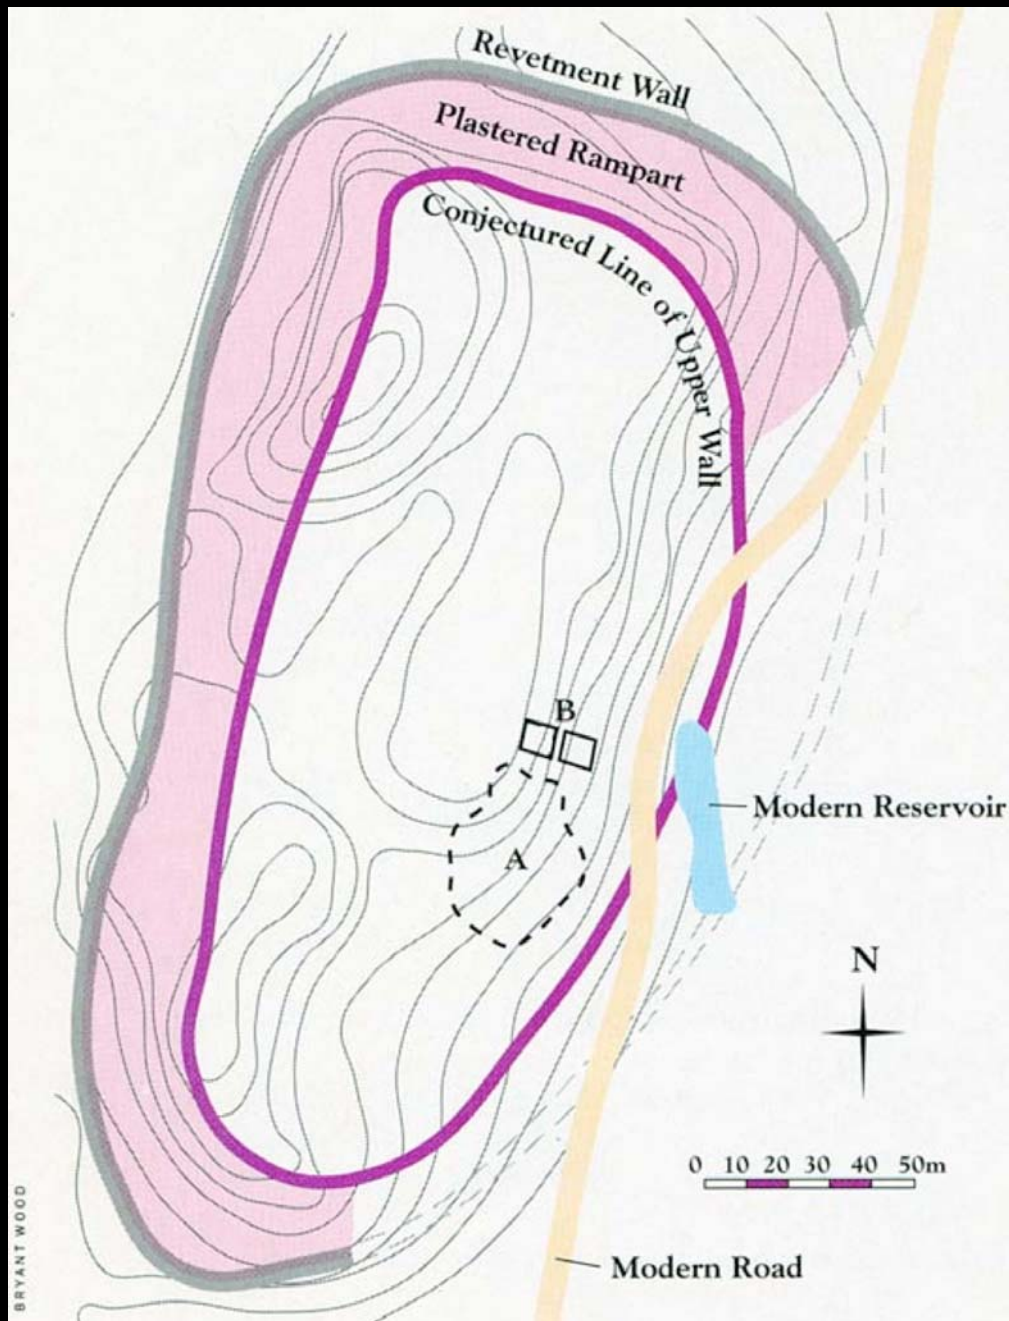 Revetment Wall
Plastered Rampart
Conjectured Line of Upper Wall
B
Modern Reservoir
A
N
0 10 20 30 40 50m
Modern Road
BRYANT WOOD